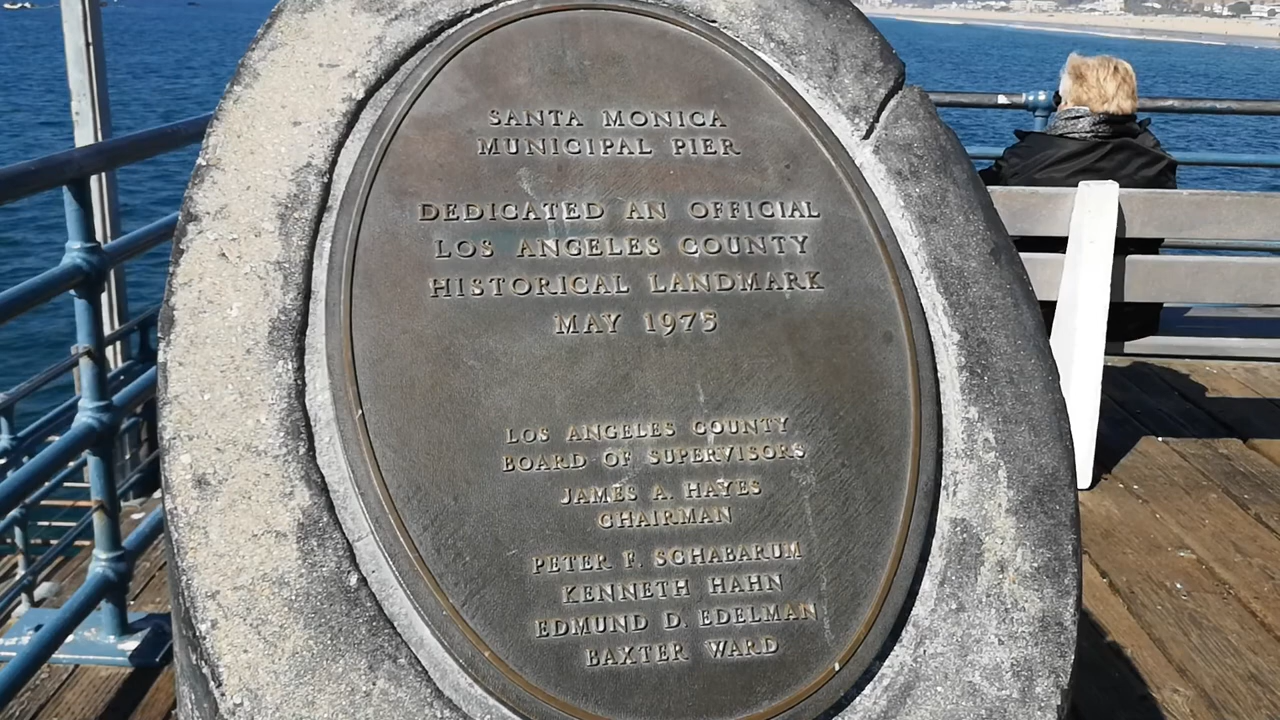 SANTA MONICA
MUNICIPAL PIER
DEDICATED AN OFFICIAL
LOS ANGELES COUNTY
HISTORICAL LANDMARK
MAY 1975
LOS ANGELES COUNTY
BOARD OF SUPERVISORS
JAMES A. HAYES
CHAIRMAN
PETER F. SCHABARUM
KENNETH HAHN
EDMUND D. EDELMAN
BAXTER WARD